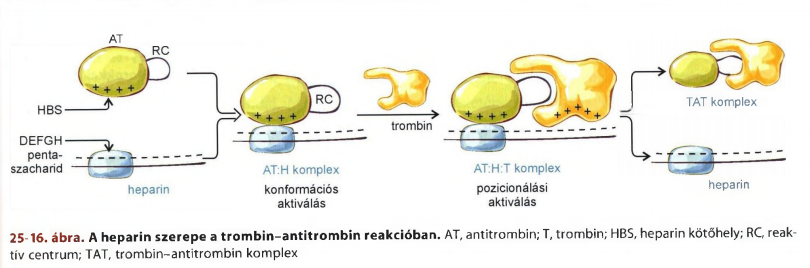 AT
RC
HBS
DEFGH
penta-
szacharid
heparin
+ + + +
RC
AT:H komplex
konformációs
aktiválás
trombin
+ + + +
+ + + + +
AT:H:T komplex
pozicionálási
aktiválás
TAT komplex
heparin
25-16. ábra. A heparin szerepe a trombin–antitrombin reakcióban. AT, antitrombin; T, trombin; HBS, heparin kötőhely; RC, reak-
tív centrum; TAT, trombin–antitrombin komplex